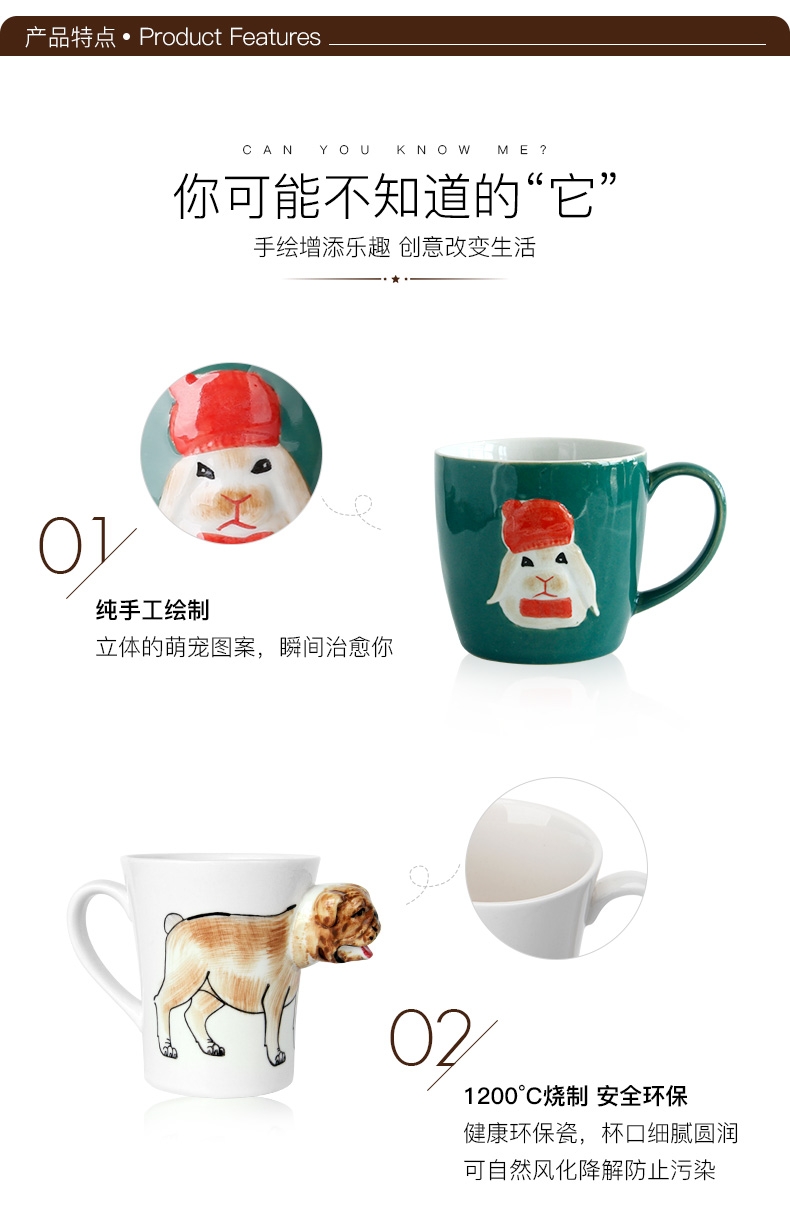 产品特点•Product Features
CAN YOU KNOW ME?
你可能不知道的“它”
手绘增添乐趣 创意改变生活
01
纯手工绘制
立体的萌宠图案，瞬间治愈你
02
1200°C烧制 安全环保
健康环保瓷，杯口细腻圆润
可自然风化降解防止污染